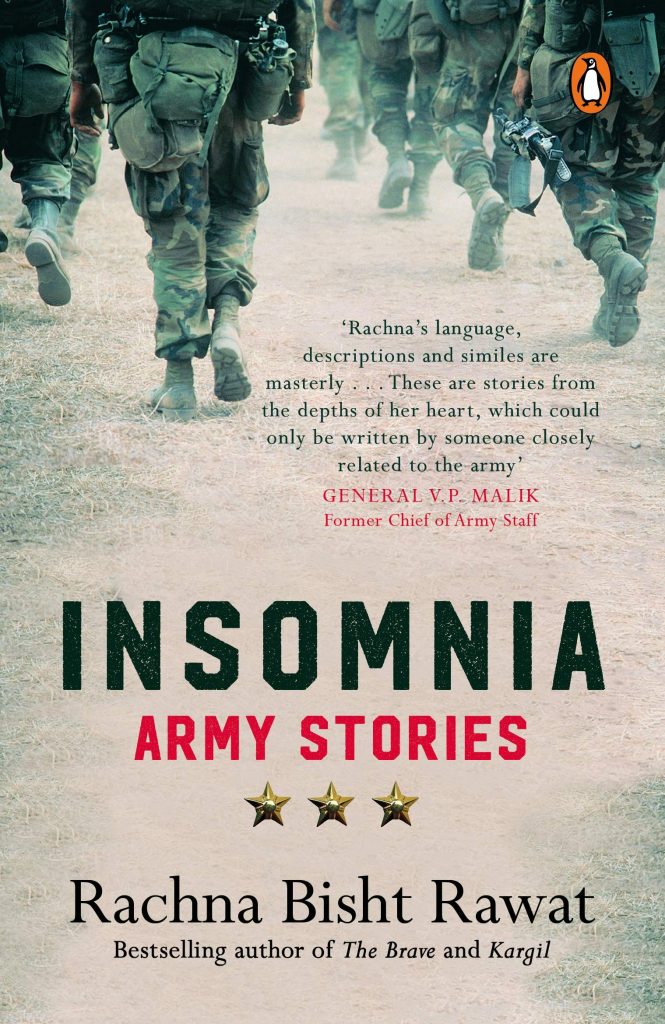 ‘Rachna’s language,
descriptions and similes are
masterly . . . These are stories from
the depths of her heart, which could
only be written by someone closely
related to the army’
GENERAL V.P. MALIK
Former Chief of Army Staff
INSOMNIA
ARMY STORIES
Rachna Bisht Rawat
Bestselling author of The Brave and Kargil